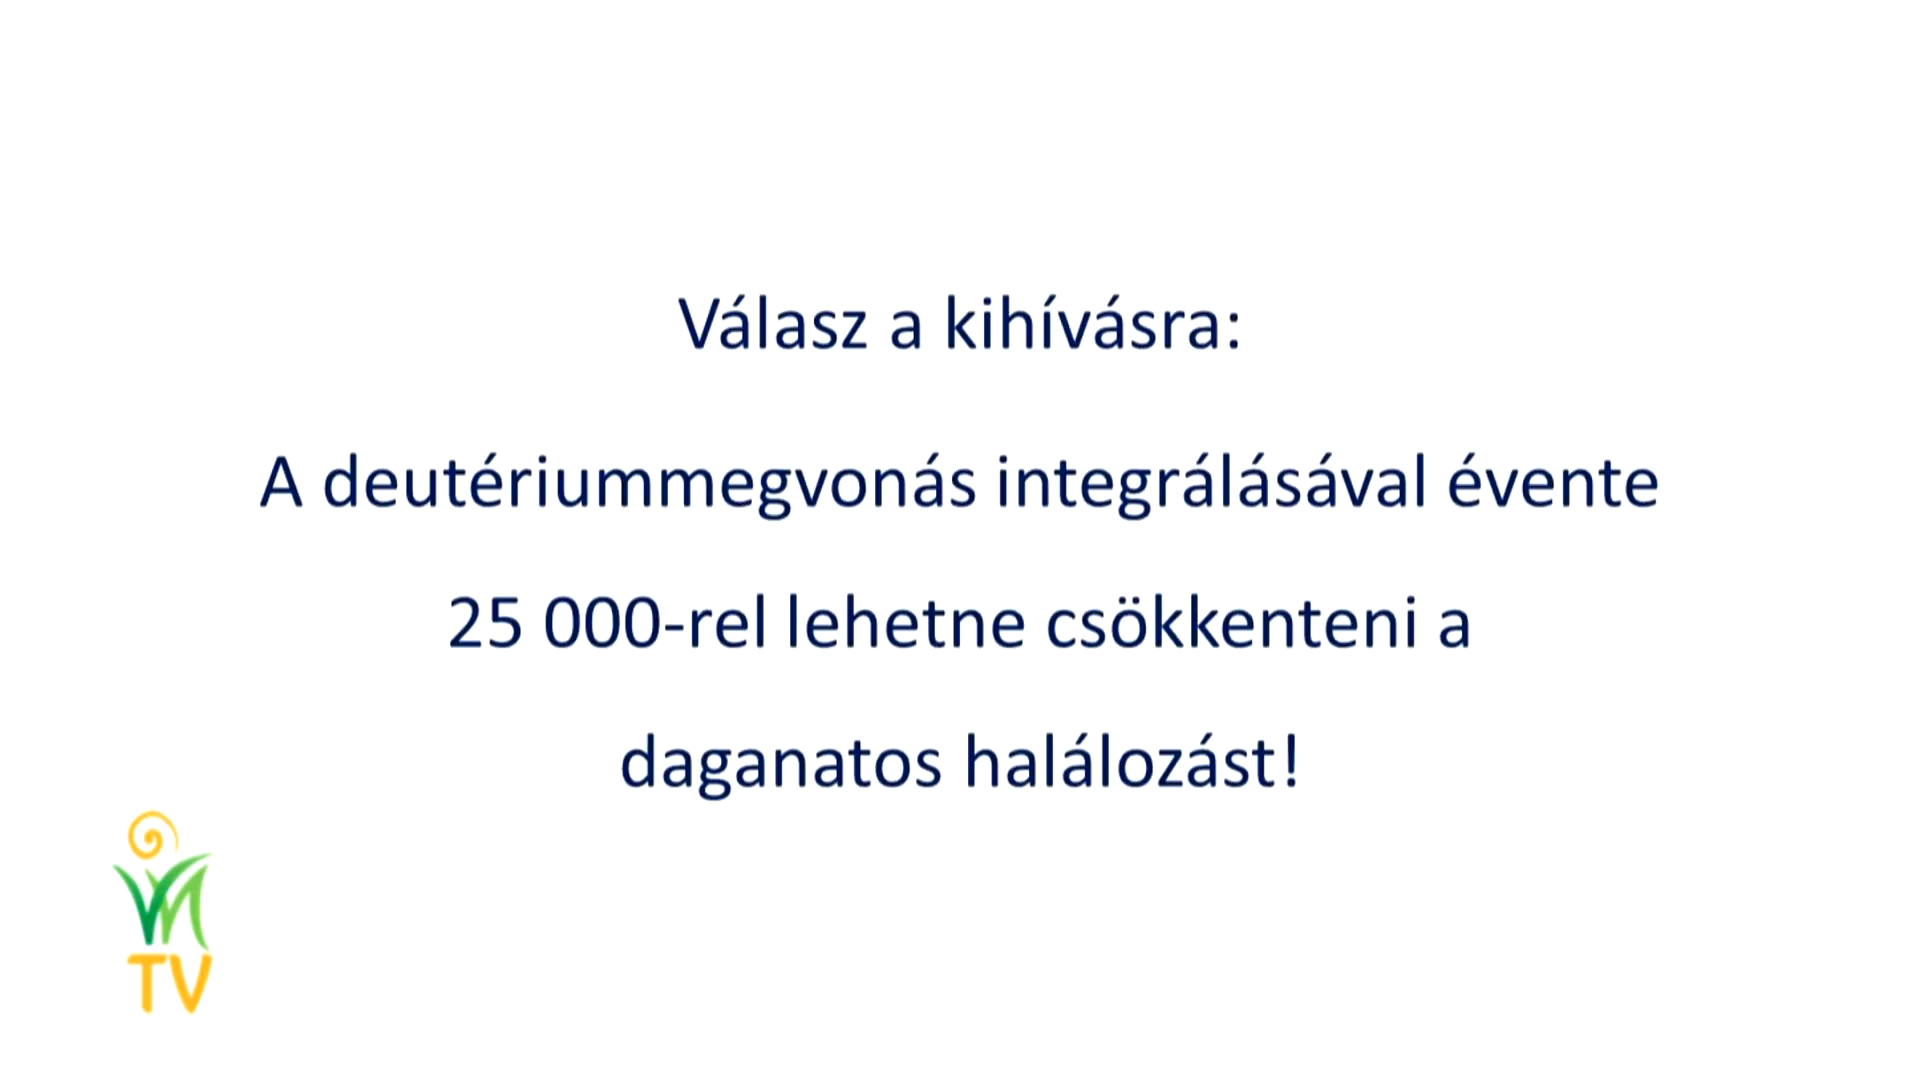 Válasz a kihívásra:
A deutériummegvonás integrálásával évente
25 000-rel lehetne csökkenteni a
daganatos halálozást!
TV